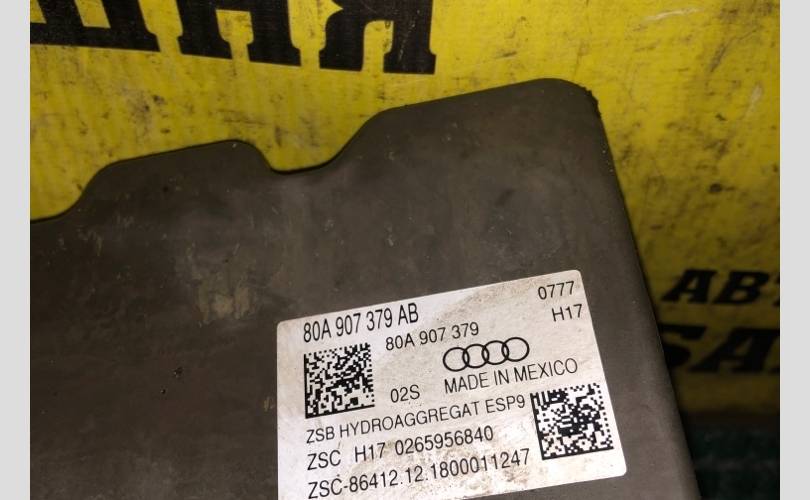 80A 907 379 AB
0777
80A 907 379
H17
02S
MADE IN MEXICO
ZSB HYDROAGGREGAT ESP9
ZSC H17 0265956840
ZSC-86412.12.1800011247